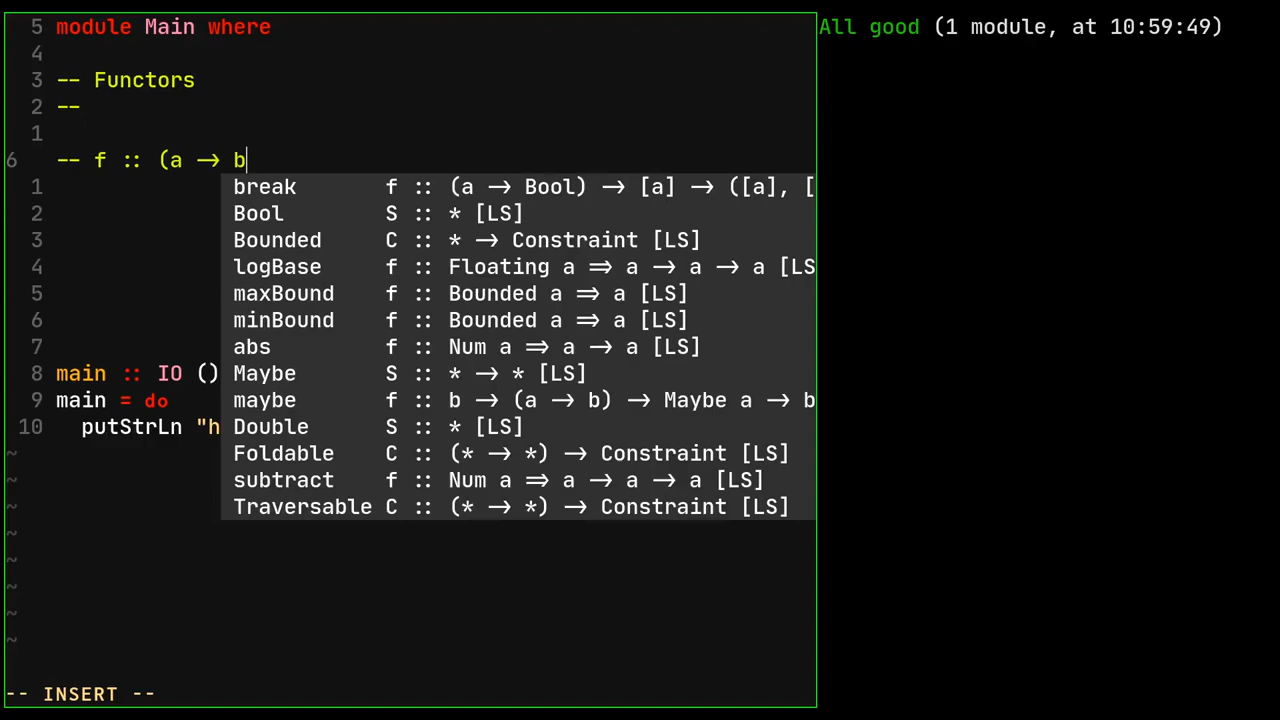 5 module Main where
All good (1 module, at 10:59:49)
4
3 -- Functors
2 --
1
6 -- f :: (a → b
1 break f :: (a → Bool) → [a] → ([a], [
2 Bool S :: * [LS]
3 Bounded C :: * → Constraint [LS]
4 logBase f :: Floating a ⇒ a → a → a [LS
5 maxBound f :: Bounded a ⇒ a [LS]
6 minBound f :: Bounded a ⇒ a [LS]
7 abs f :: Num a ⇒ a → a [LS]
8 main :: IO () Maybe S :: * → * [LS]
9 main = do maybe f :: b → (a → b) → Maybe a → b
10 putStrLn "h Double S :: * [LS]
~ Foldable C :: (* → *) → Constraint [LS]
~ subtract f :: Num a ⇒ a → a → a [LS]
~ Traversable C :: (* → *) → Constraint [LS]
~
~
~
~
~
-- INSERT --